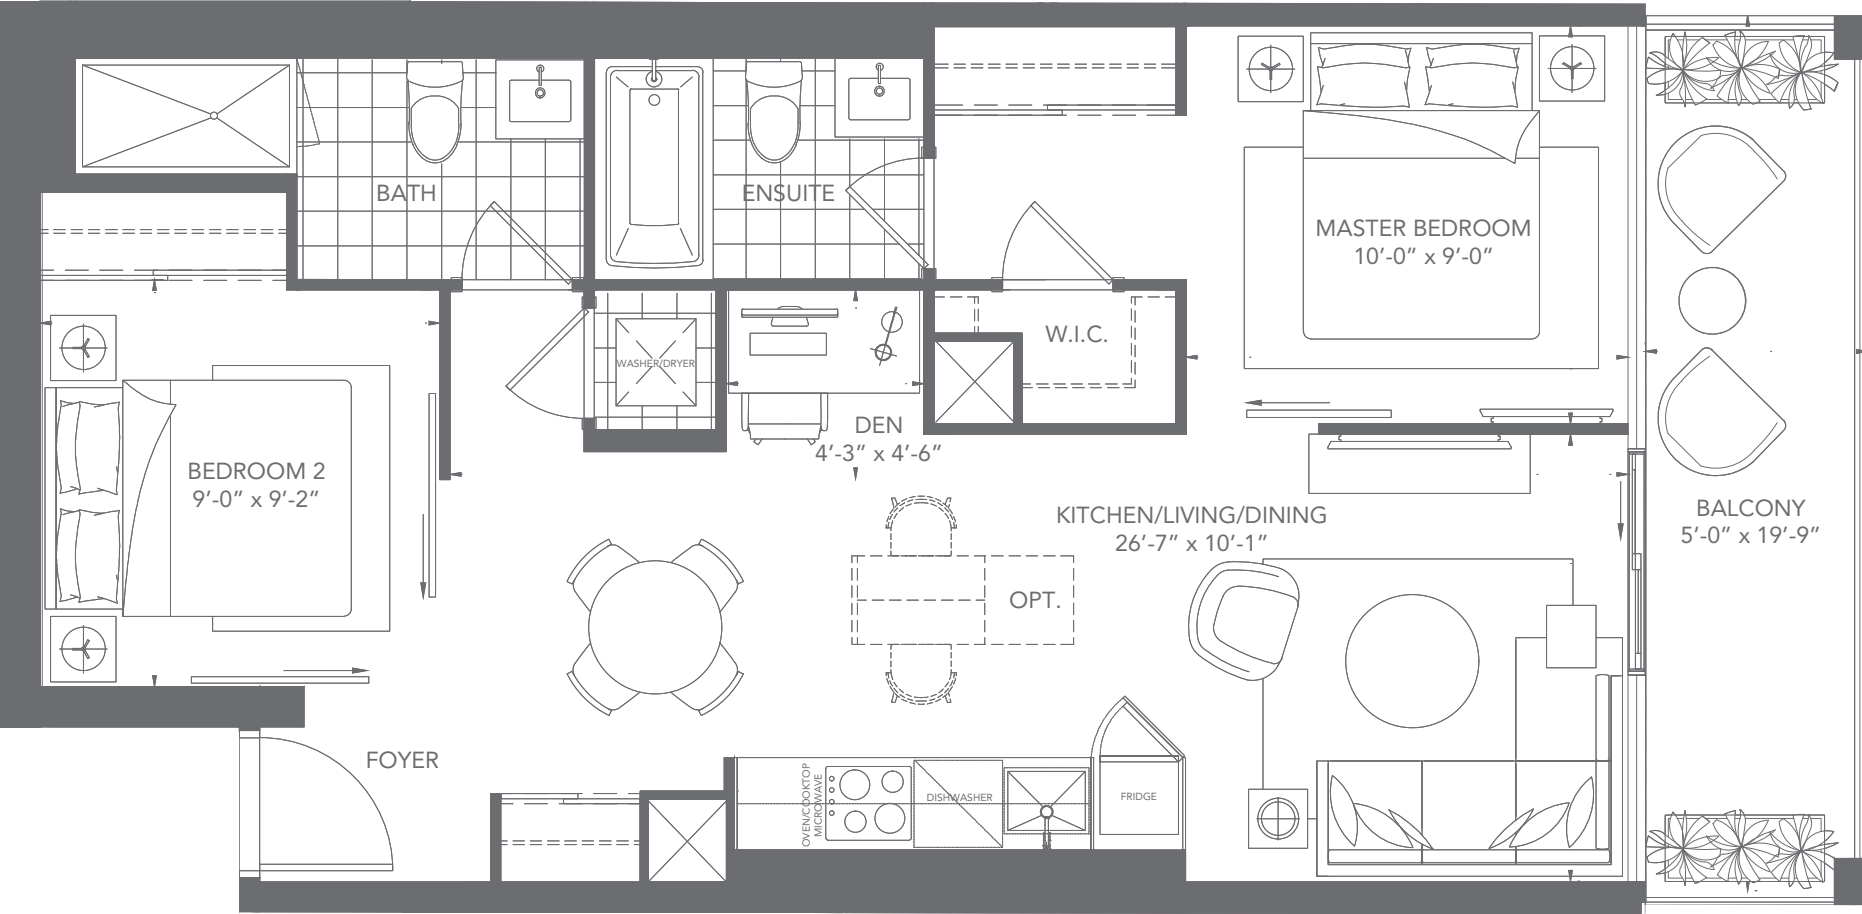 BATH
ENSUITE
MASTER BEDROOM
10’-0” x 9’-0”
W.I.C.
WASHER/DRYER
DEN
4’-3” x 4’-6”
BEDROOM 2
9’-0” x 9’-2”
KITCHEN/LIVING/DINING
26’-7” x 10’-1”
BALCONY
5’-0” x 19’-9”
OPT.
FOYER
OVEN/COOKTOP
MICROWAVE
DISHWASHER
FRIDGE